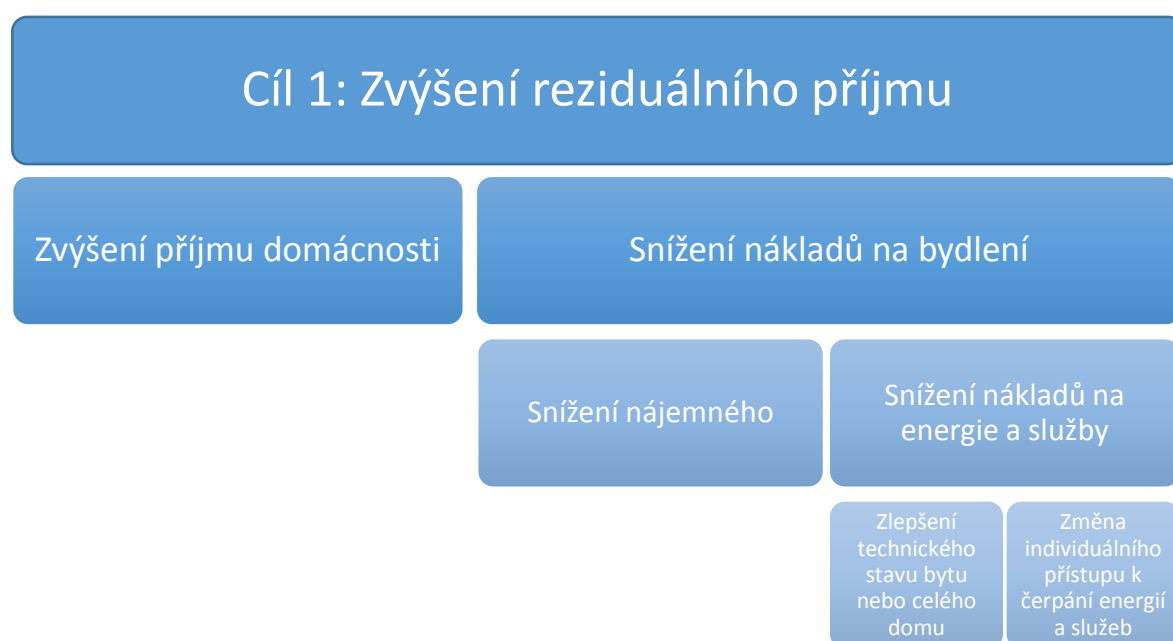 Cíl 1: Zvýšení reziduálního příjmu
Zvýšení příjmu domácnosti
Snížení nákladů na bydlení
Snížení nájemného
Snížení nákladů na
energie a služby
Zlepšení
technického
stavu bytu
nebo celého
domu
Změna
individuálního
přístupu k
čerpání energií
a služeb